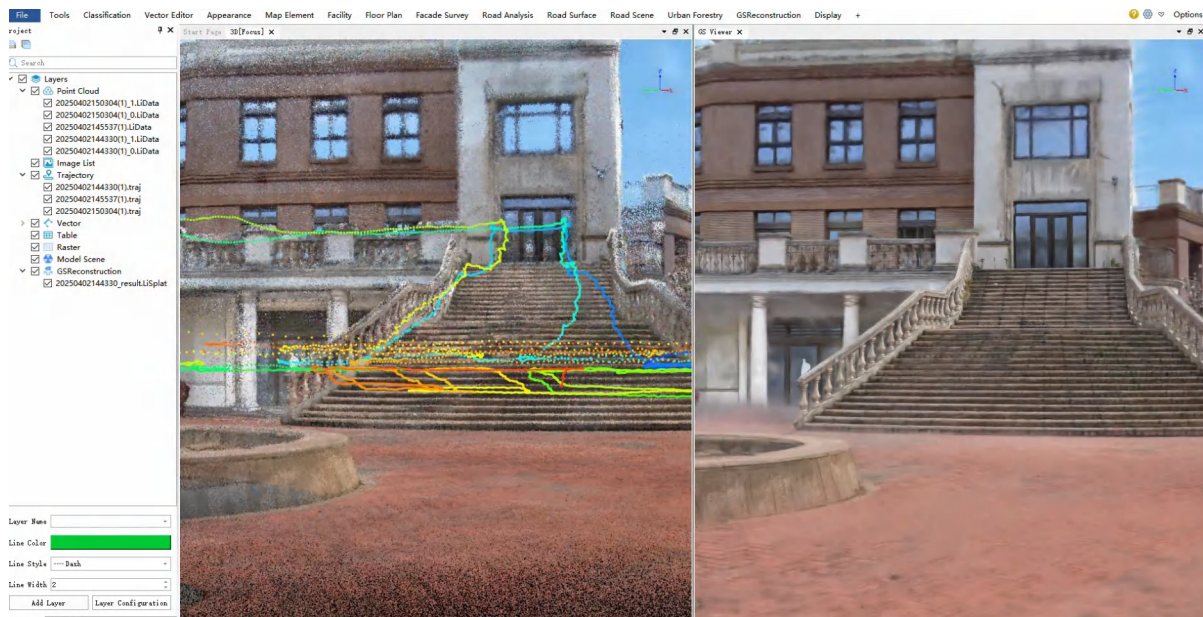 File Tools Classification Vector Editor Appearance Map Element Facility Floor Plan Facade Survey Road Analysis Road Surface Road Scene Urban Forestry GSReconstruction Display + Options
roject
Start Page 3D[Focus]
GS Viewer
Search
Layers
Point Cloud
20250402150304(1)_1.LiData
20250402150304(1)_0.LiData
20250402145537(1).LiData
20250402144330(1)_1.LiData
20250402144330(1)_0.LiData
Image List
Trajectory
20250402144330(1).traj
20250402145537(1).traj
20250402150304(1).traj
Vector
Table
Raster
Model Scene
GSReconstruction
20250402144330_result.LiSplat
Layer Name
Line Color
Line Style Dash
Line Width 2
Add Layer Layer Configuration